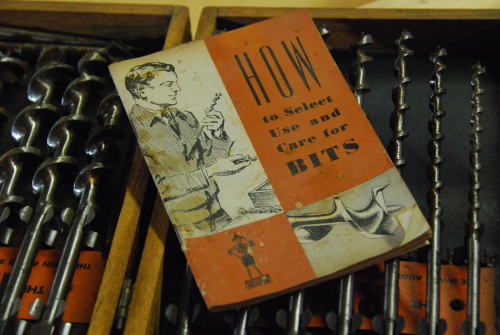 HOW
to Select
Use and
Care for
BITS